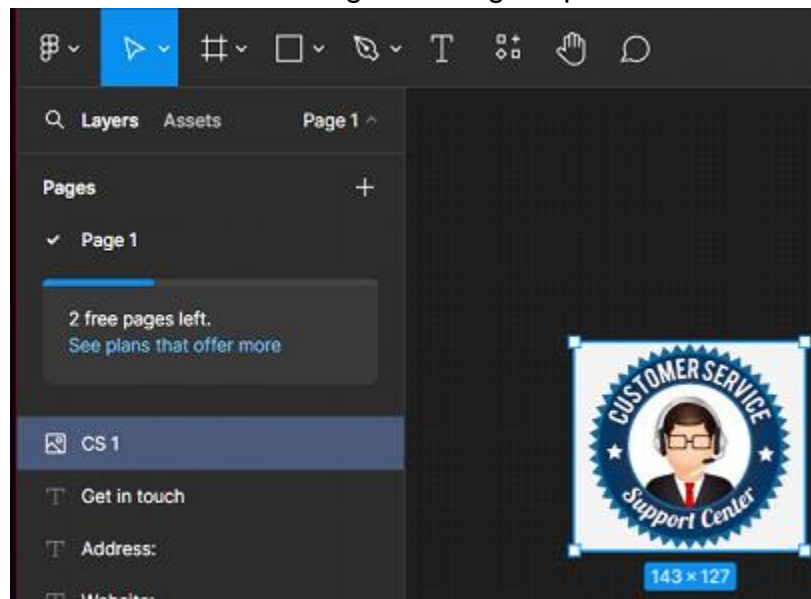 Layers Assets Page 1
Pages
Page 1
2 free pages left.
See plans that offer more
CS 1
Get in touch
Address:
CUSTOMER SERVICE
Support Center
143 × 127